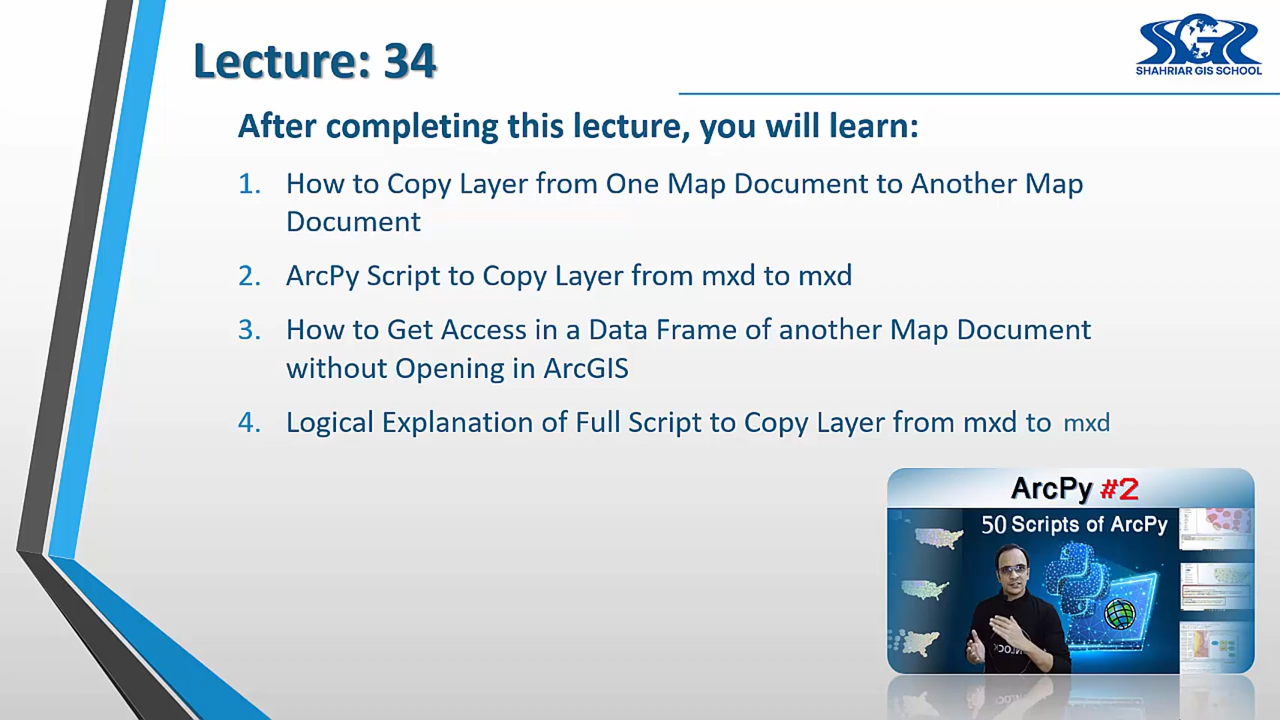 SHAHRIAR GIS SCHOOL
Lecture: 34
After completing this lecture, you will learn:
1. How to Copy Layer from One Map Document to Another Map
Document
2. ArcPy Script to Copy Layer from mxd to mxd
3. How to Get Access in a Data Frame of another Map Document
without Opening in ArcGIS
4. Logical Explanation of Full Script to Copy Layer from mxd to mxd
ArcPy #2
50 Scripts of ArcPy